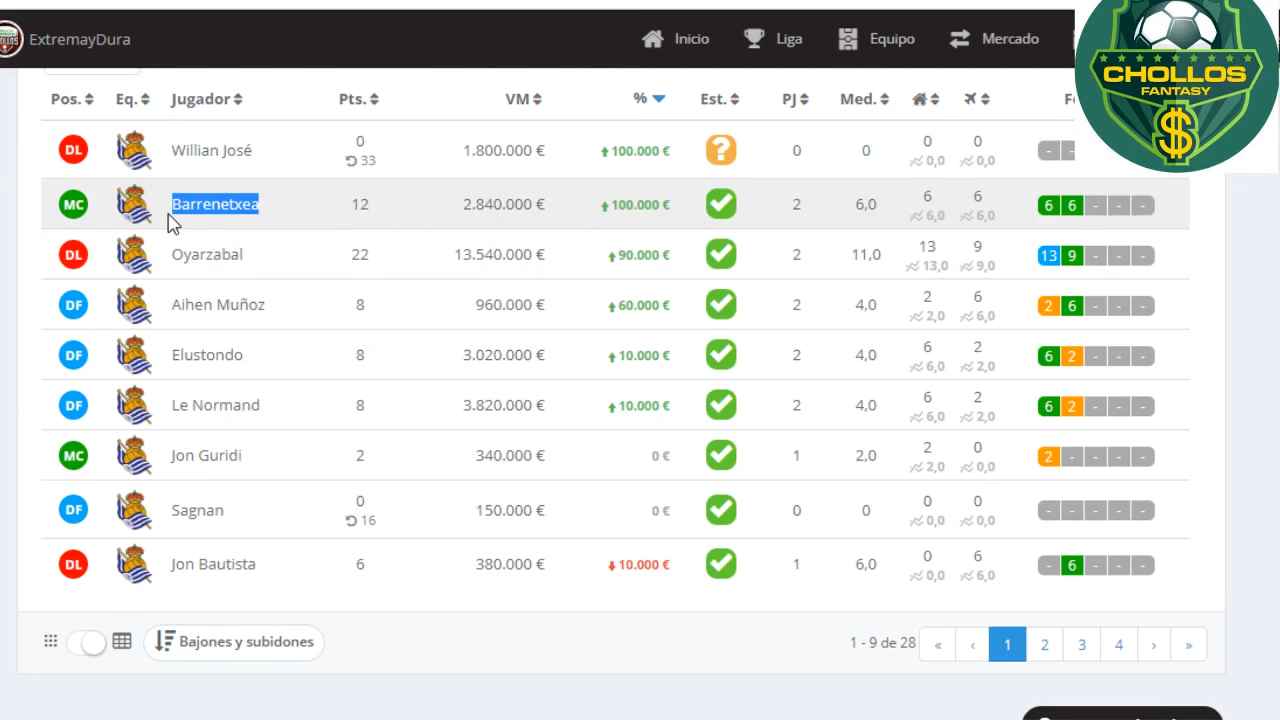 ExtremayDura Inicio Liga Equipo Mercado
CHOLLOS
FANTASY
$
Pos. Eq. Jugador Pts. VM % Est. PJ Med.
DL Willian José 0 1.800.000 € 100.000 € ? 0 0 0 0 - -
33 0,0 0,0
MC Barrenetxea 12 2.840.000 € 100.000 € 2 6,0 6 6 6 6 - - -
6,0 6,0
DL Oyarzabal 22 13.540.000 € 90.000 € 2 11,0 13 9 13 9 - - -
13,0 9,0
DF Aihen Muñoz 8 960.000 € 60.000 € 2 4,0 2 6 2 6 - - -
2,0 6,0
DF Elustondo 8 3.020.000 € 10.000 € 2 4,0 6 2 6 2 - - -
6,0 2,0
DF Le Normand 8 3.820.000 € 10.000 € 2 4,0 6 2 6 2 - - -
6,0 2,0
MC Jon Guridi 2 340.000 € 0 € 1 2,0 2 0 2 - - - -
2,0 0,0
DF Sagnan 0 150.000 € 0 € 0 0 0 0 - - - - -
16 0,0 0,0
DL Jon Bautista 6 380.000 € 10.000 € 1 6,0 0 6 - 6 - - -
0,0 6,0
Bajones y subidones 1 - 9 de 28 « ‹ 1 2 3 4 › »